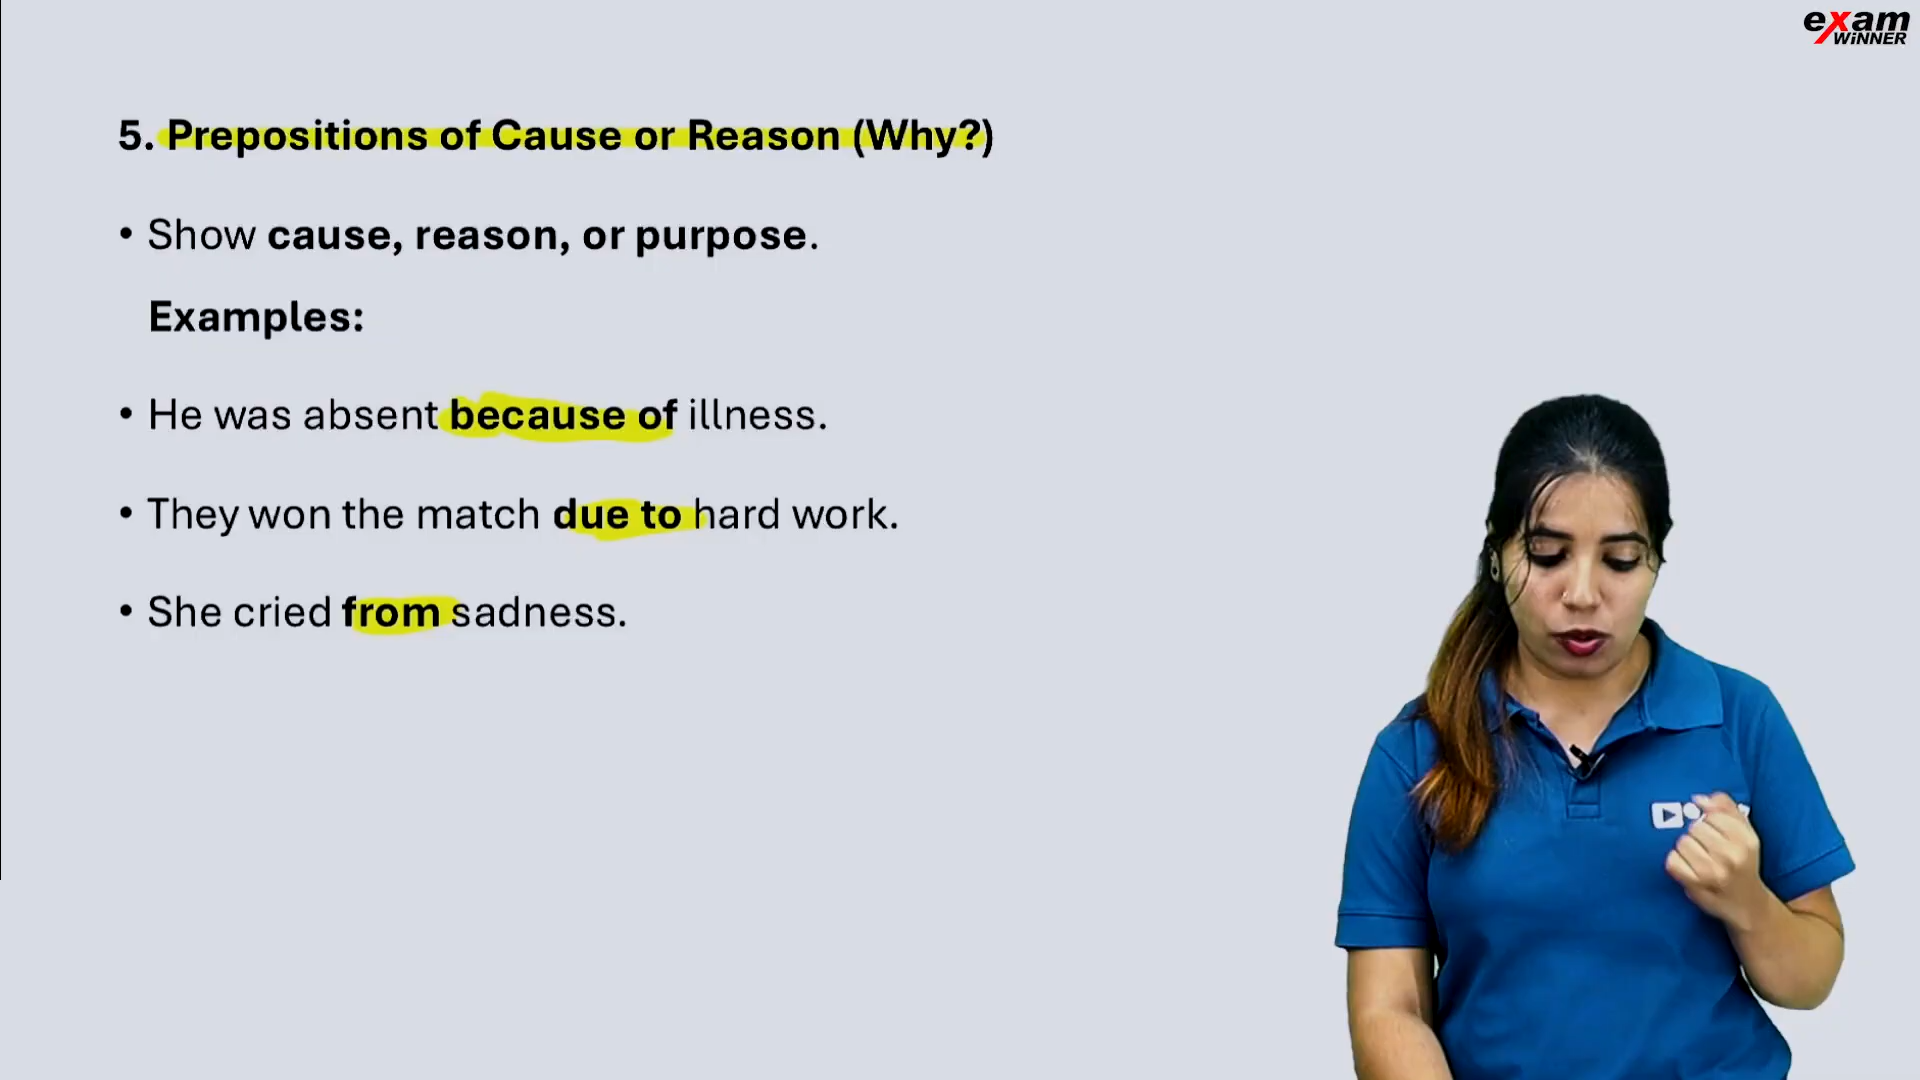 exam
WiNNER
5. Prepositions of Cause or Reason (Why?)
• Show cause, reason, or purpose.
Examples:
• He was absent because of illness.
• They won the match due to hard work.
• She cried from sadness.